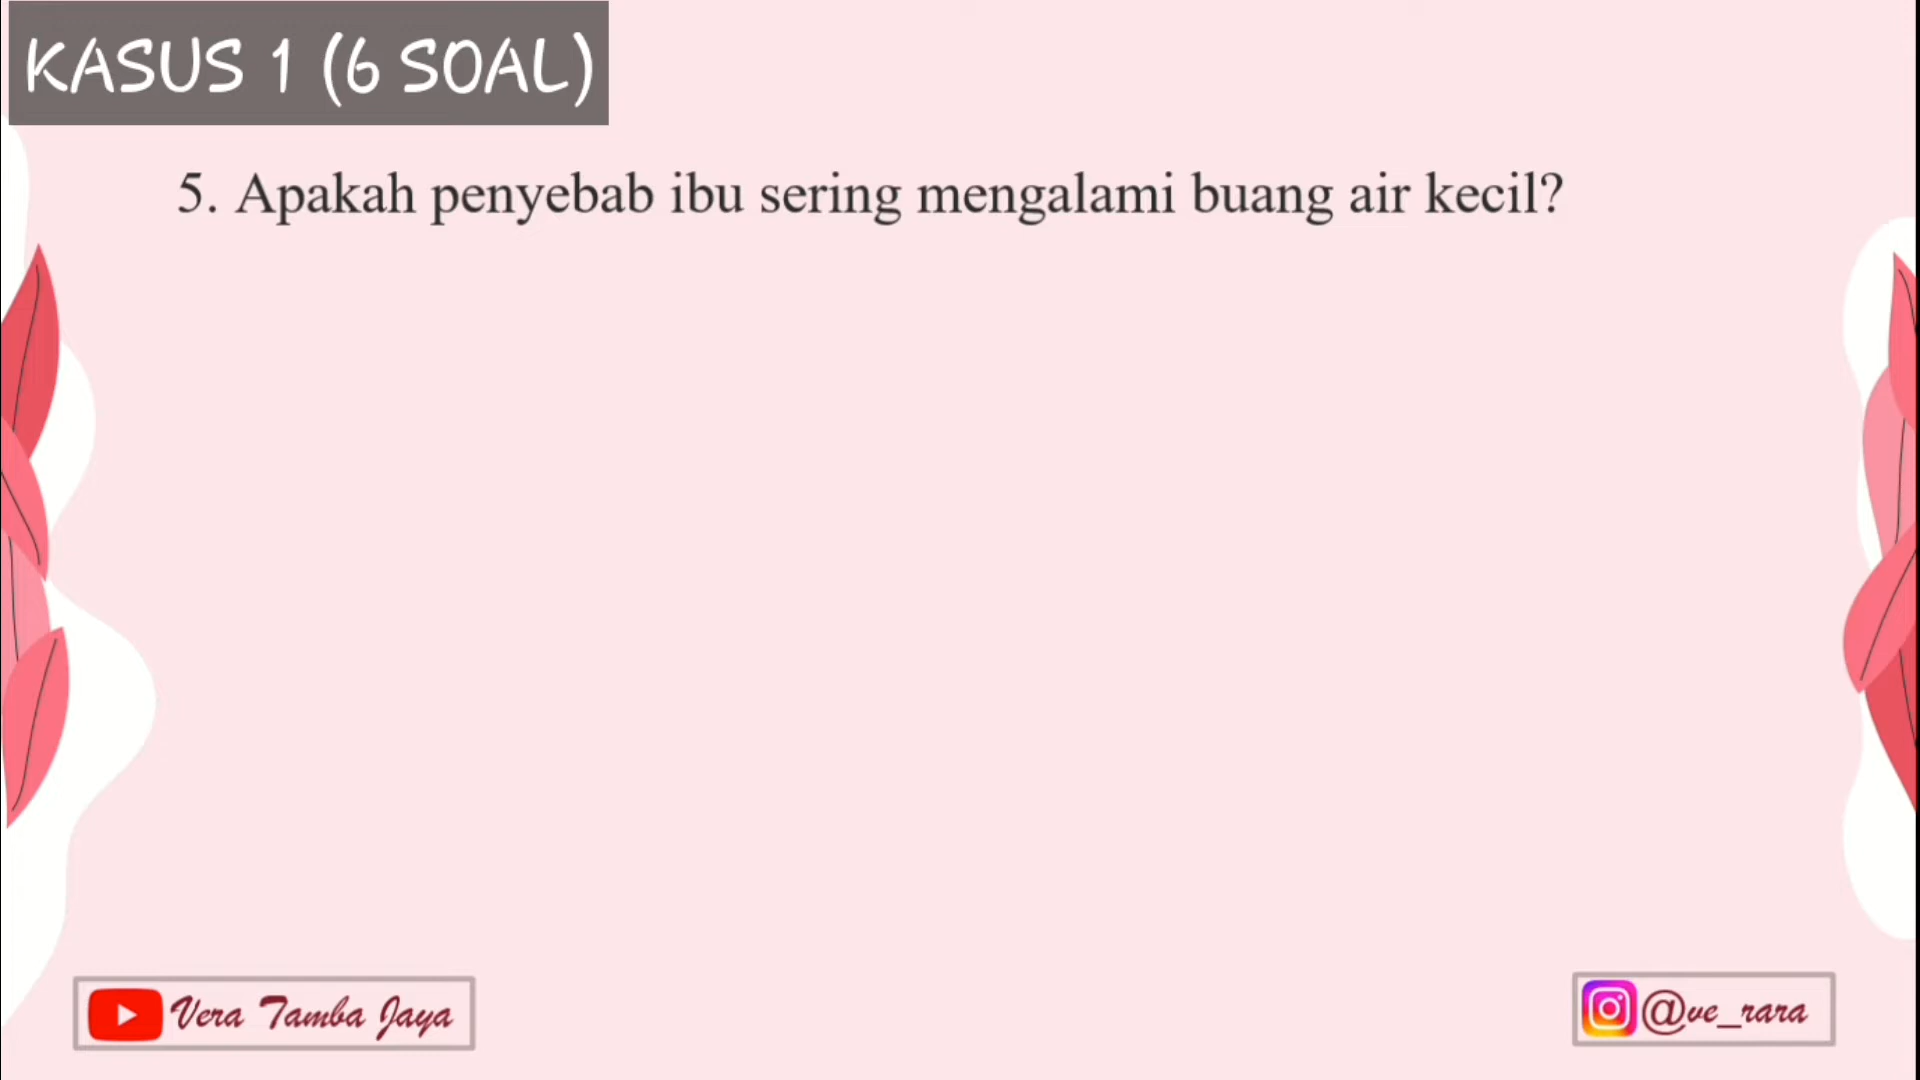 KASUS 1 (6 SOAL)
5. Apakah penyebab ibu sering mengalami buang air kecil?
Vera Tamba Jaya
@ve_rara